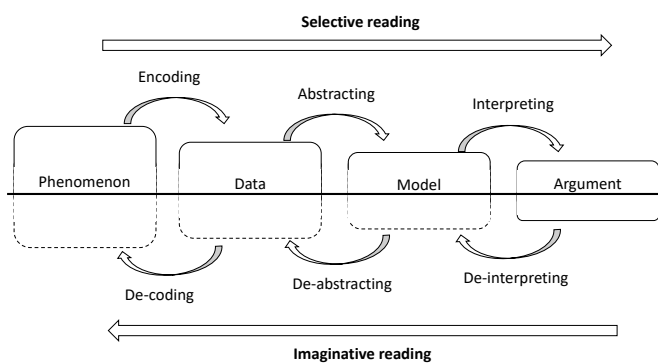 Selective reading
Encoding
Abstracting
Interpreting
Phenomenon
Data
Model
Argument
De-coding
De-abstracting
De-interpreting
Imaginative reading